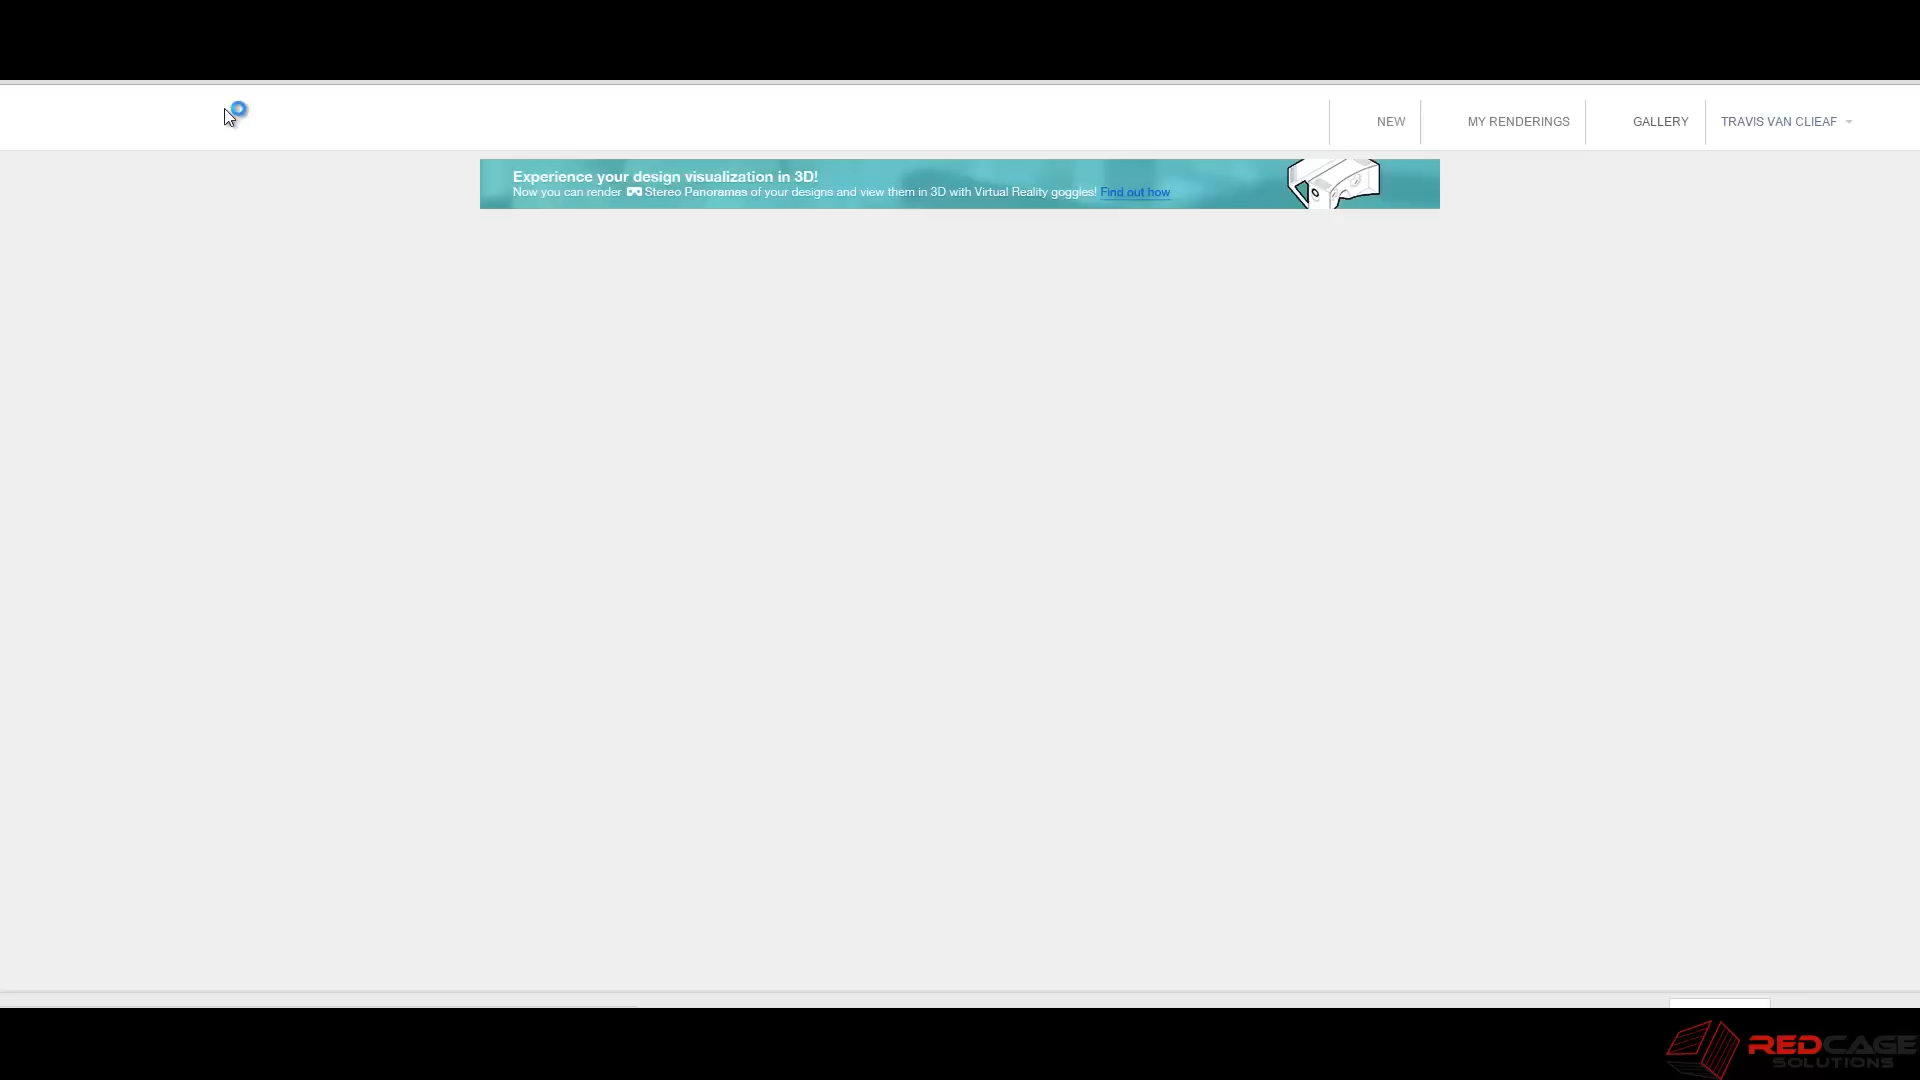 NEW
MY RENDERINGS
GALLERY
TRAVIS VAN CLIEAF
Experience your design visualization in 3D!
Now you can render Stereo Panoramas of your designs and view them in 3D with Virtual Reality goggles! Find out how
REDCAGE
SOLUTIONS